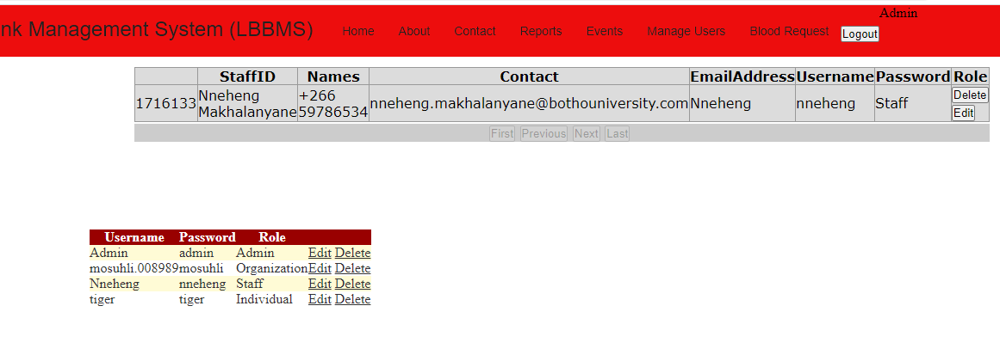 Admin
nk Management System (LBBMS) Home About Contact Reports Events Manage Users Blood Request Logout
StaffID Names Contact EmailAddress Username Password Role
1716133 Nneheng Makhalanyane +266 59786534 nneheng.makhalanyane@bothouniversity.com Nneheng nneheng Staff Delete Edit
First Previous Next Last
Username Password Role
Admin admin Admin Edit Delete
mosuhli.008989 mosuhli Organization Edit Delete
Nneheng nneheng Staff Edit Delete
tiger tiger Individual Edit Delete